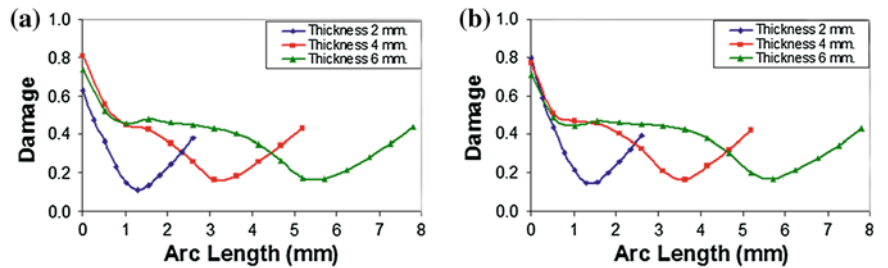 (a)
Thickness 2 mm.
Thickness 4 mm.
Thickness 6 mm.
Damage
1.0
0.8
0.6
0.4
0.2
0.0
0 1 2 3 4 5 6 7 8
Arc Length (mm)
(b)
Thickness 2 mm.
Thickness 4 mm.
Thickness 6 mm.
Damage
1.0
0.8
0.6
0.4
0.2
0.0
0 1 2 3 4 5 6 7 8
Arc Length (mm)